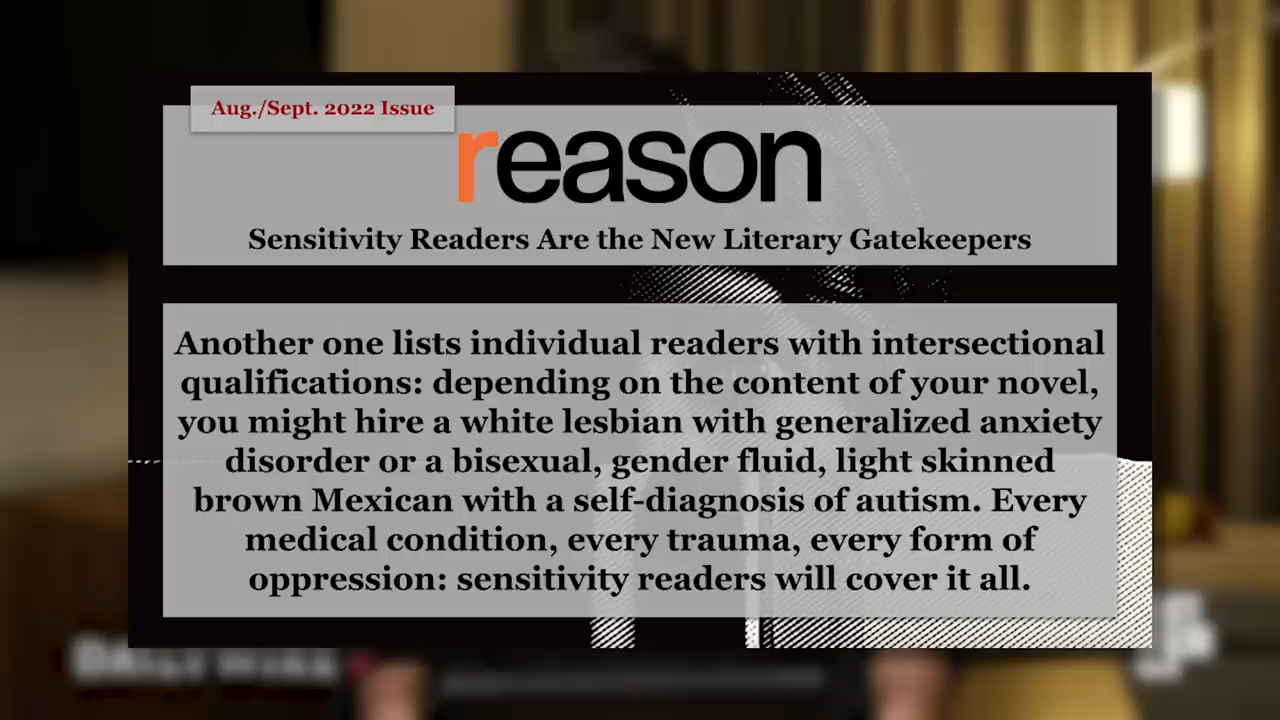 Aug./Sept. 2022 Issue
reason
Sensitivity Readers Are the New Literary Gatekeepers
Another one lists individual readers with intersectional
qualifications: depending on the content of your novel,
you might hire a white lesbian with generalized anxiety
disorder or a bisexual, gender fluid, light skinned
brown Mexican with a self-diagnosis of autism. Every
medical condition, every trauma, every form of
oppression: sensitivity readers will cover it all.